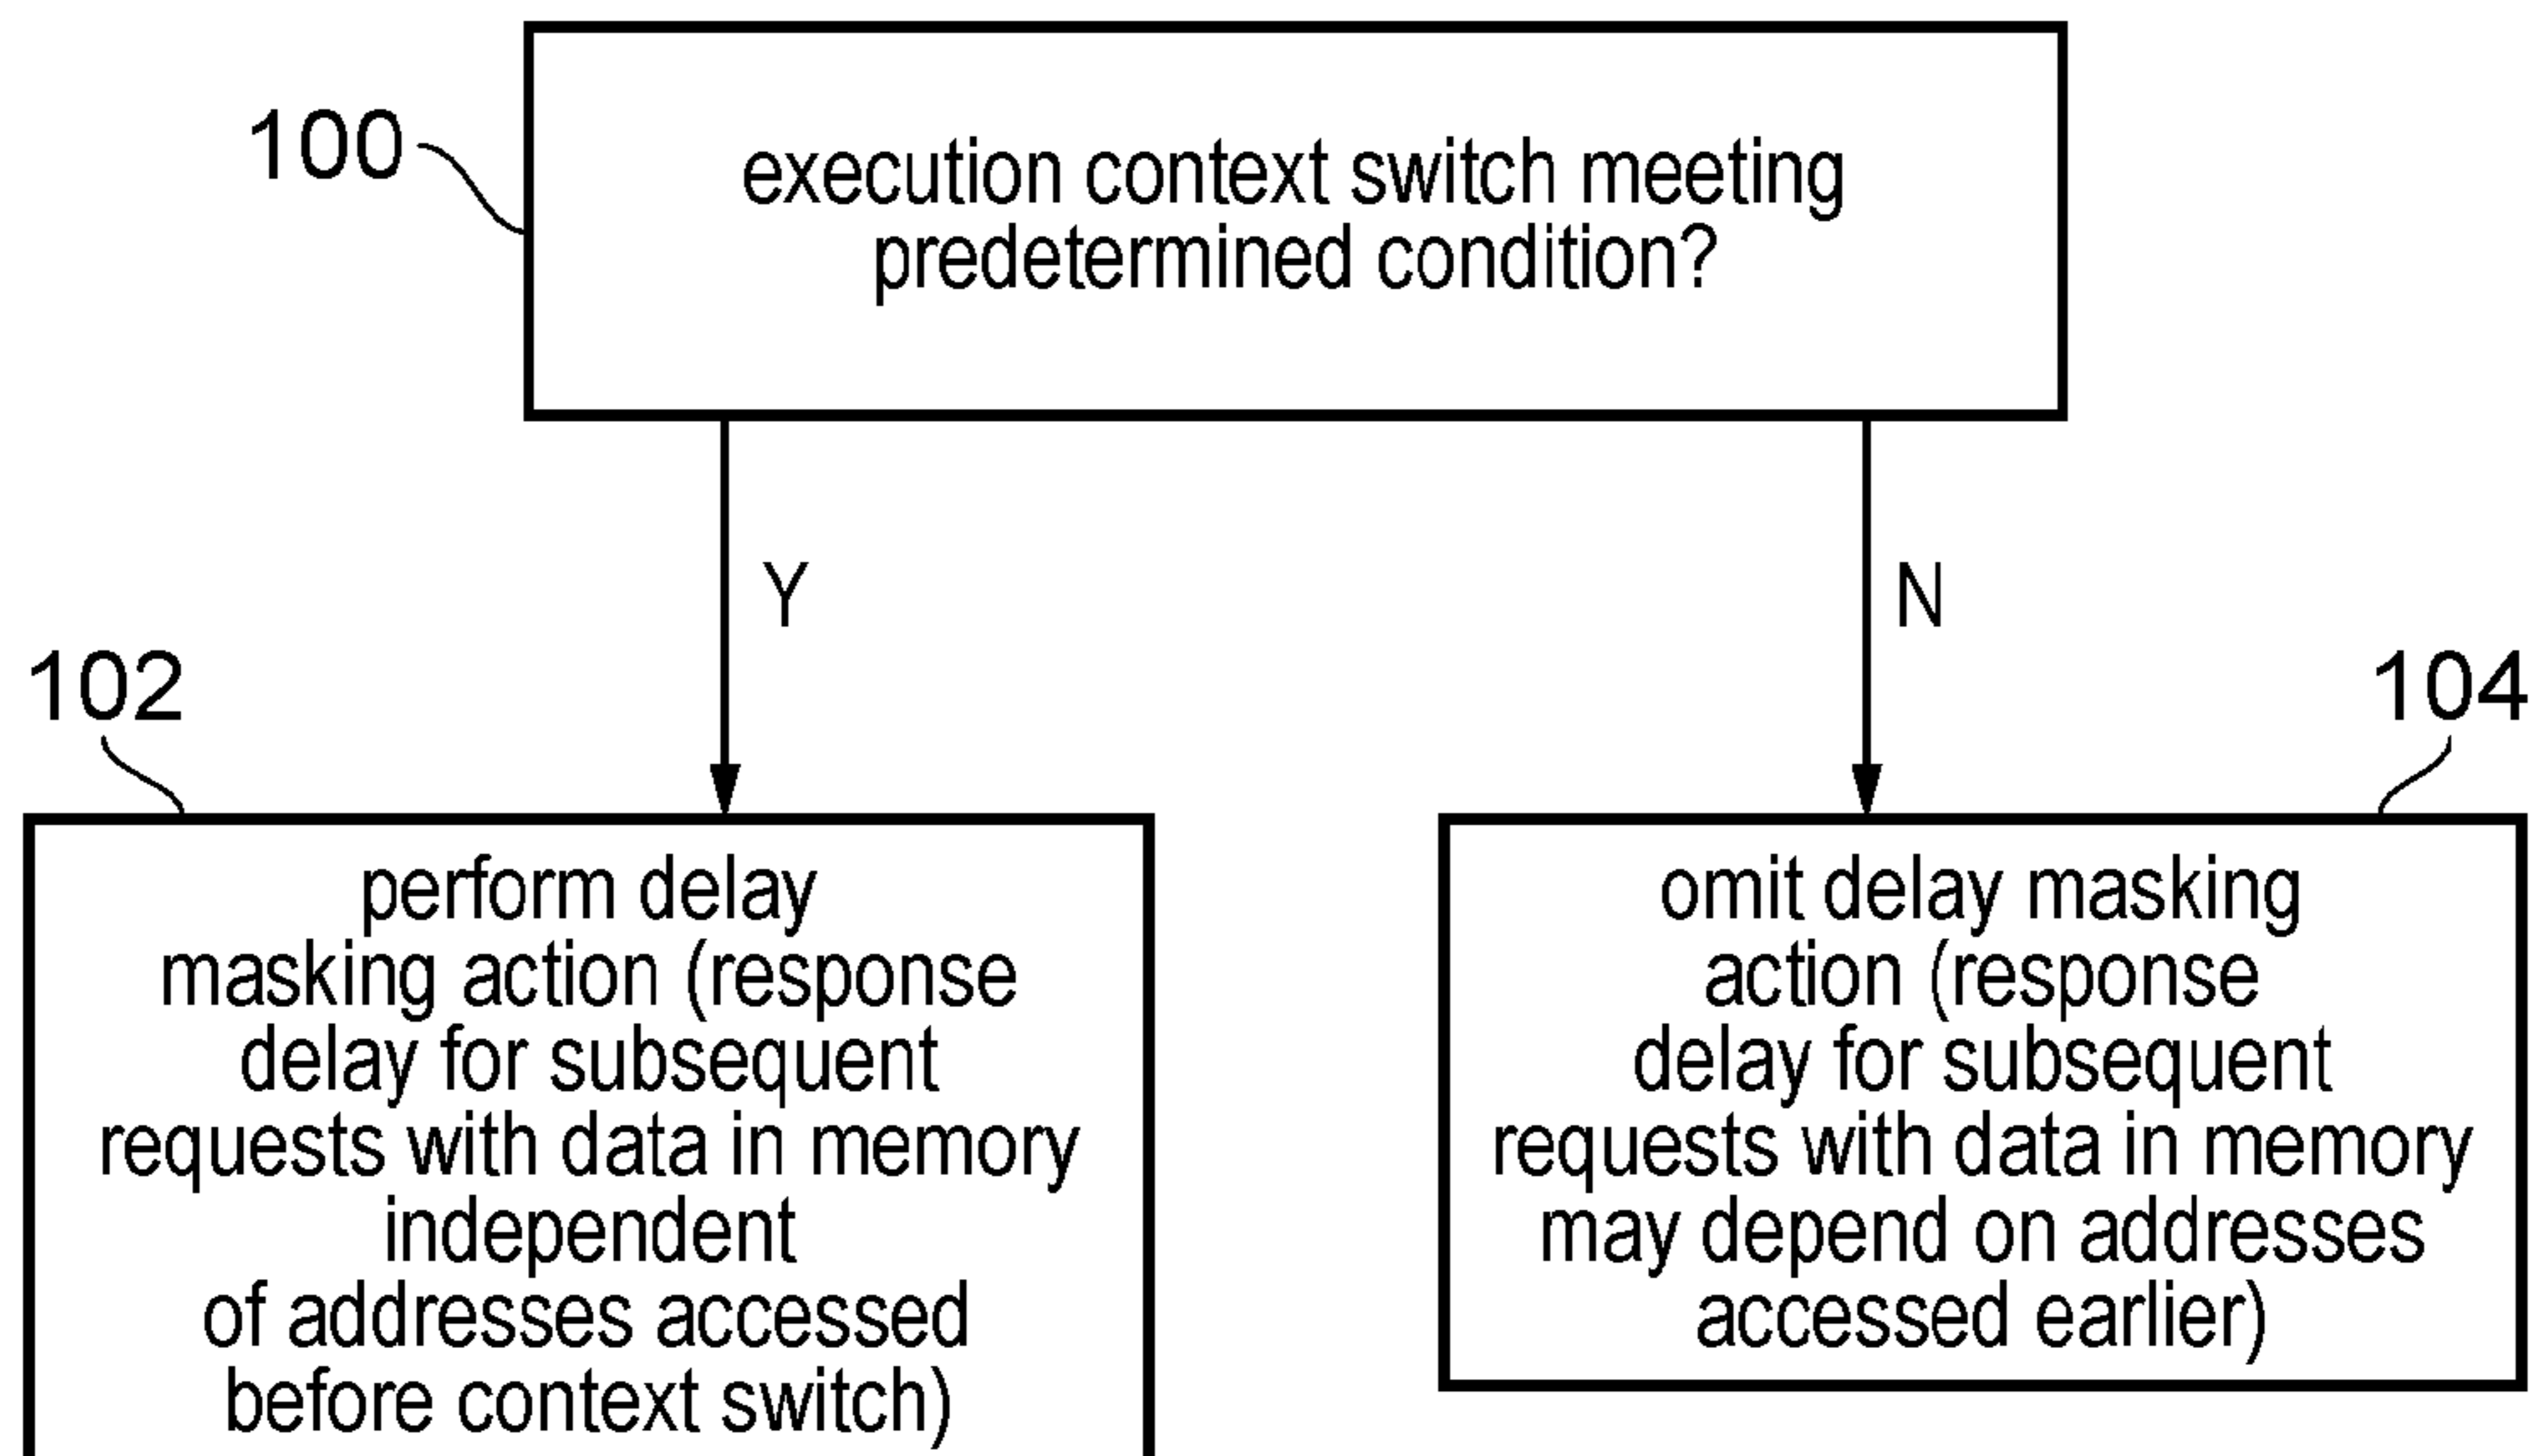 100
execution context switch meeting
predetermined condition?
Y
N
102
104
perform delay
masking action (response
delay for subsequent
requests with data in memory
independent
of addresses accessed
before context switch)
omit delay masking
action (response
delay for subsequent
requests with data in memory
may depend on addresses
accessed earlier)